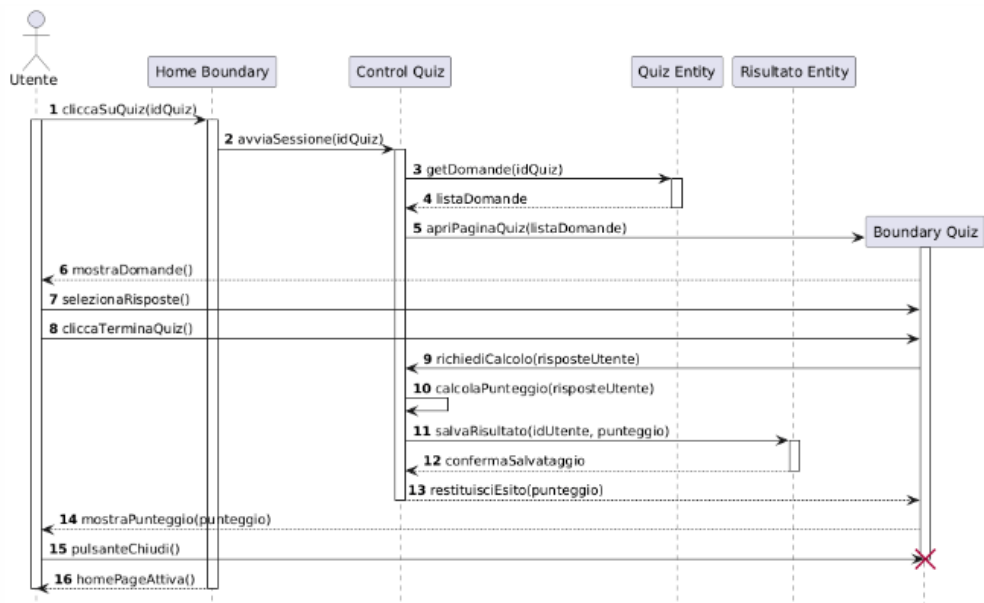 Utente
Home Boundary
Control Quiz
Quiz Entity
Risultato Entity
1 cliccaSuQuiz(idQuiz)
2 avviaSessione(idQuiz)
3 getDomande(idQuiz)
4 listaDomande
5 apriPaginaQuiz(listaDomande)
Boundary Quiz
6 mostraDomande()
7 selezionaRisposte()
8 cliccaTerminaQuiz()
9 richiediCalcolo(risposteUtente)
10 calcolaPunteggio(risposteUtente)
11 salvaRisultato(idUtente, punteggio)
12 confermaSalvataggio
13 restituisciEsito(punteggio)
14 mostraPunteggio(punteggio)
15 pulsanteChiudi()
16 homePageAttiva()